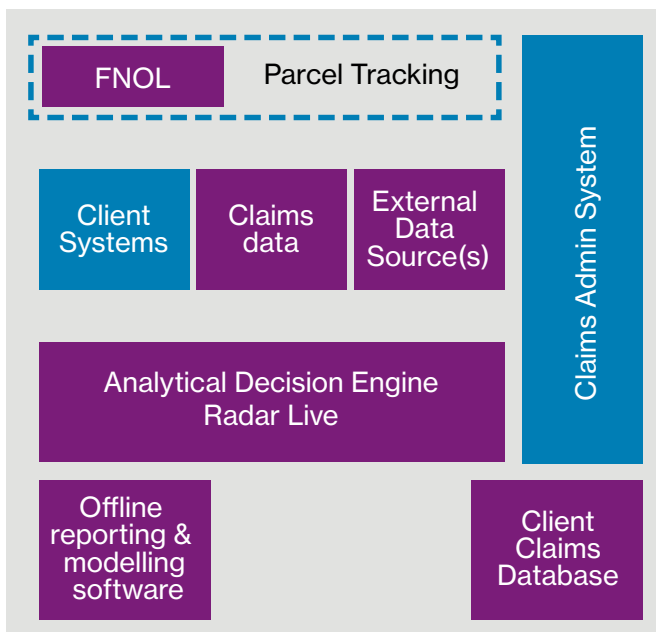 FNOL
Parcel Tracking
Client
Systems
Claims
data
External
Data
Source(s)
Claims Admin System
Analytical Decision Engine
Radar Live
Offline
reporting &
modelling
software
Client
Claims
Database